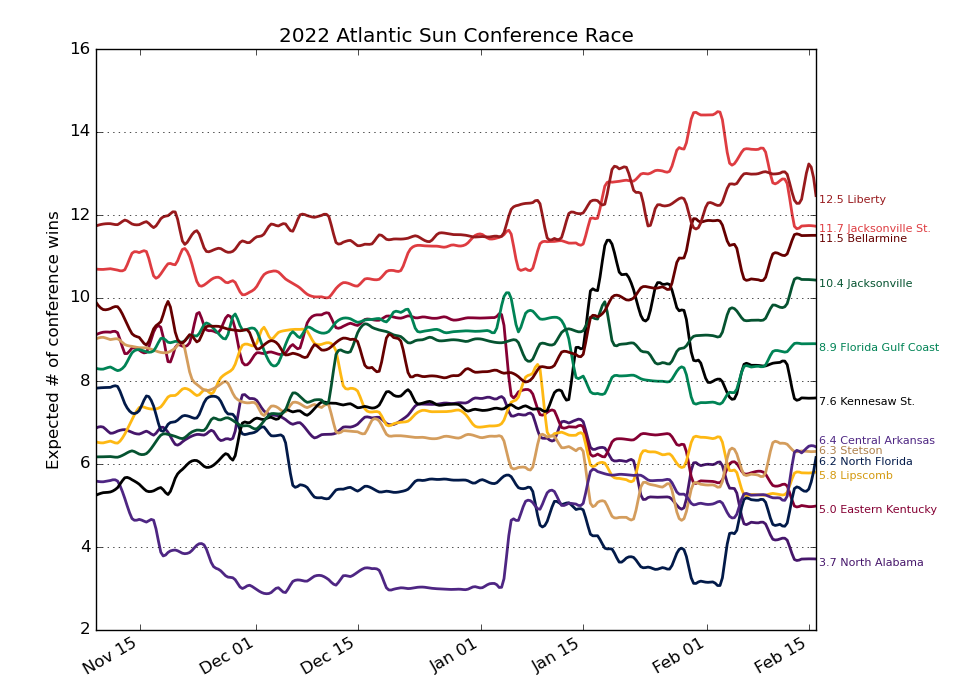 2022 Atlantic Sun Conference Race
Expected # of conference wins
16
14
12
10
8
6
4
2
Nov 15
Dec 01
Dec 15
Jan 01
Jan 15
Feb 01
Feb 15
12.5 Liberty
11.7 Jacksonville St.
11.5 Bellarmine
10.4 Jacksonville
8.9 Florida Gulf Coast
7.6 Kennesaw St.
6.4 Central Arkansas
6.3 Stetson
6.2 North Florida
5.8 Lipscomb
5.0 Eastern Kentucky
3.7 North Alabama